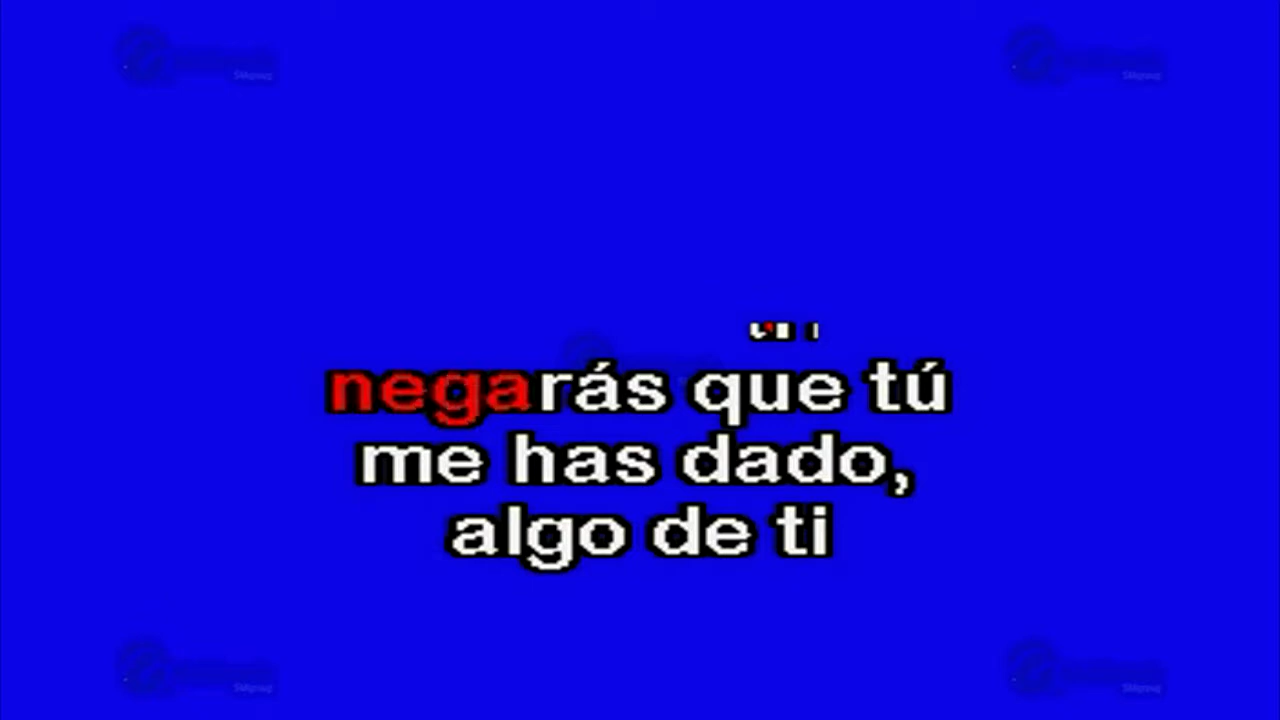 negarás que tú
me has dado,
algo de ti